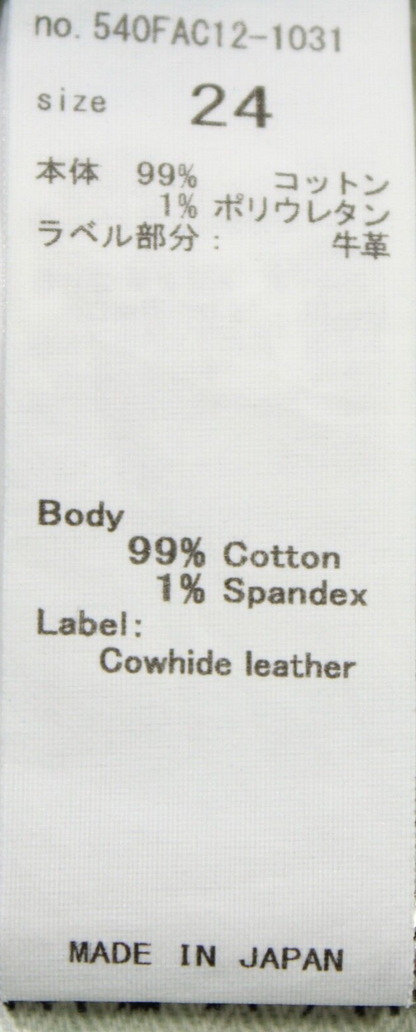 no. 540FAC12-1031
size 24
本体 99% コットン
1% ポリウレタン
ラベル部分: 牛革
Body
99% Cotton
1% Spandex
Label:
Cowhide leather
MADE IN JAPAN